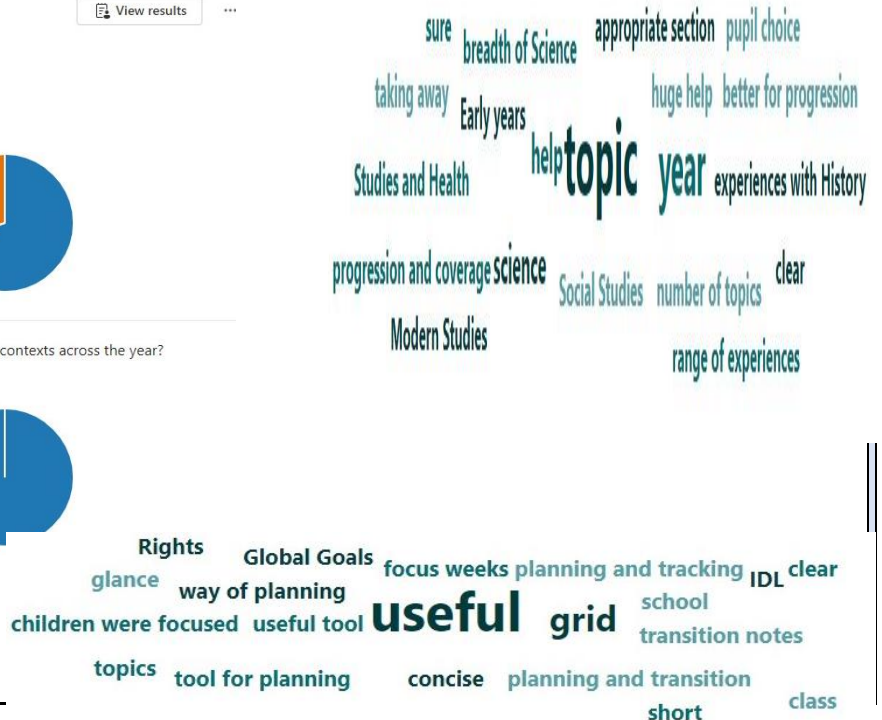 View results
sure
breadth of Science
appropriate section
pupil choice
taking away
Early years
huge help
better for progression
help
topic
year
Studies and Health
experiences with History
progression and coverage
science
Social Studies
number of topics
clear
Modern Studies
range of experiences
contexts across the year?
Rights
Global Goals
focus weeks
planning and tracking
IDL
clear
glance
way of planning
children were focused
useful tool
useful
grid
school
transition notes
topics
tool for planning
concise
planning and transition
class
short